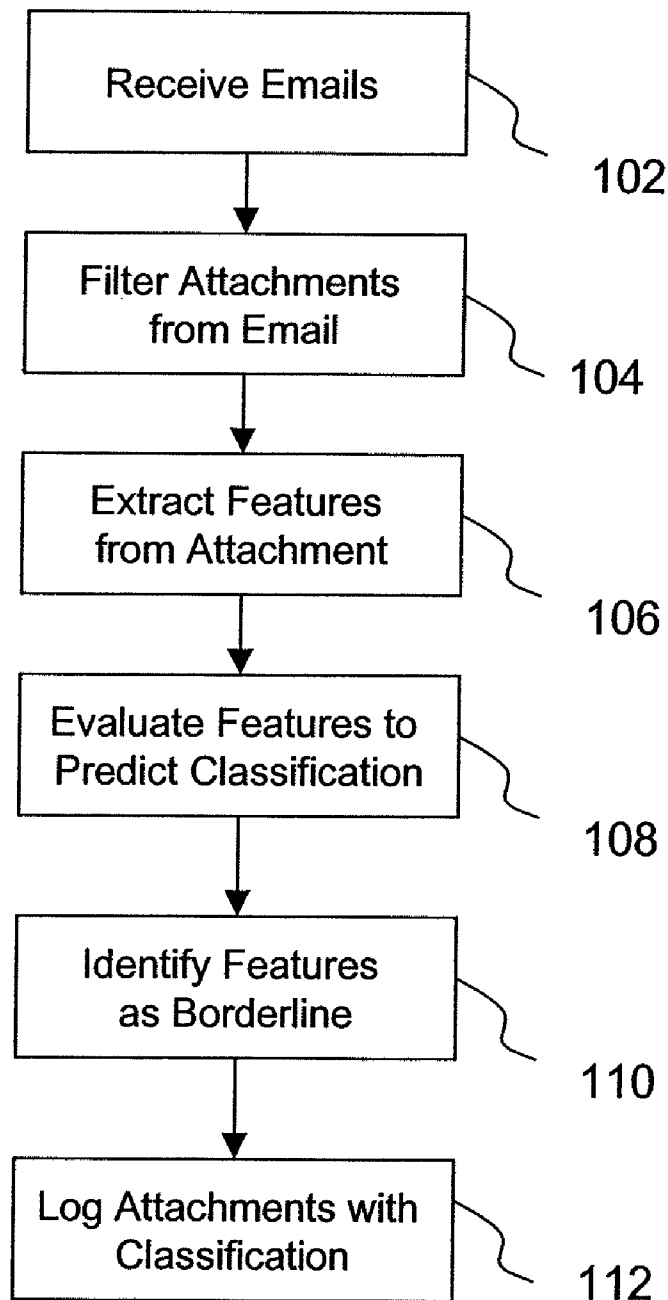 Receive Emails
102
Filter Attachments
from Email
104
Extract Features
from Attachment
106
Evaluate Features to
Predict Classification
108
Identify Features
as Borderline
110
Log Attachments with
Classification
112